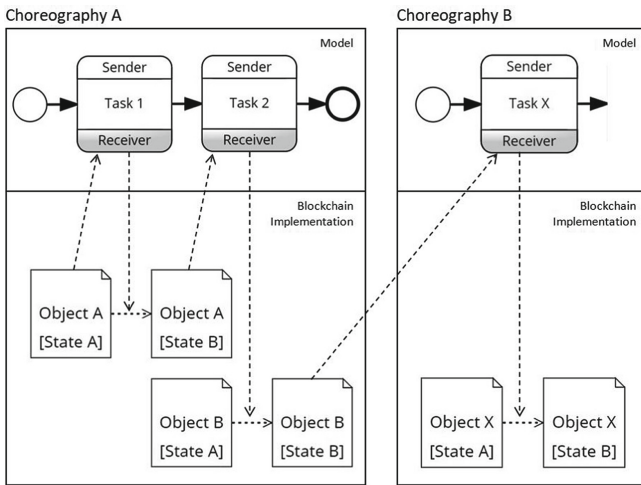 Choreography A
Model
Sender
Task 1
Receiver
Sender
Task 2
Receiver
Blockchain
Implementation
Object A
[State A]
Object A
[State B]
Object B
[State A]
Object B
[State B]
Choreography B
Model
Sender
Task X
Receiver
Blockchain
Implementation
Object X
[State A]
Object X
[State B]